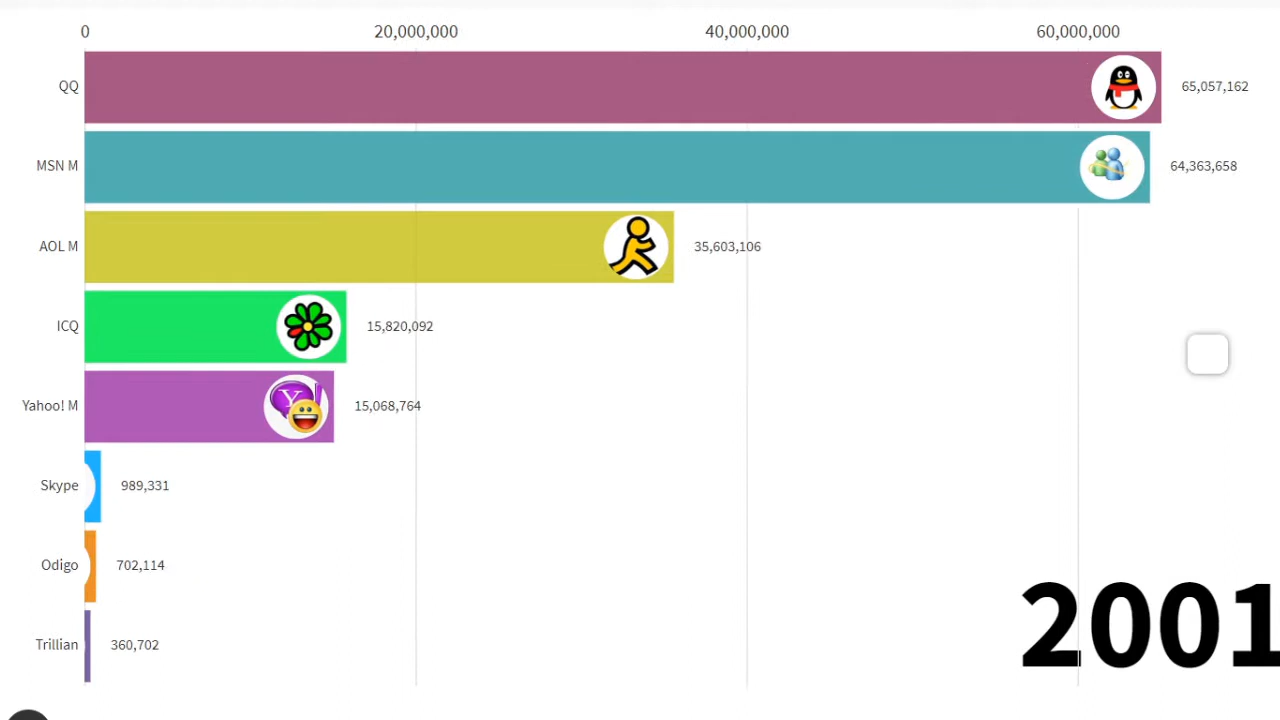 0 20,000,000 40,000,000 60,000,000
QQ 65,057,162
MSN M 64,363,658
AOL M 35,603,106
ICQ 15,820,092
Yahoo! M 15,068,764
Skype 989,331
Odigo 702,114
Trillian 360,702
2001